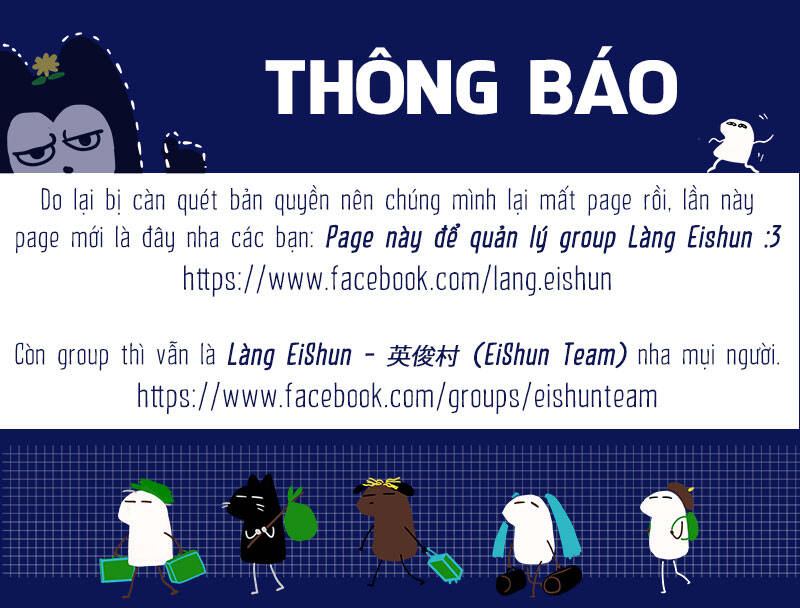 THÔNG BÁO
Do lại bị càn quét bản quyền nên chúng mình lại mất page rồi, lần này
page mới là đây nha các bạn: Page này để quản lý group Làng Eishun :3
https://www.facebook.com/lang.eishun
Còn group thì vẫn là Làng EiShun - 英俊村 (EiShun Team) nha mụi người.
https://www.facebook.com/groups/eishunteam